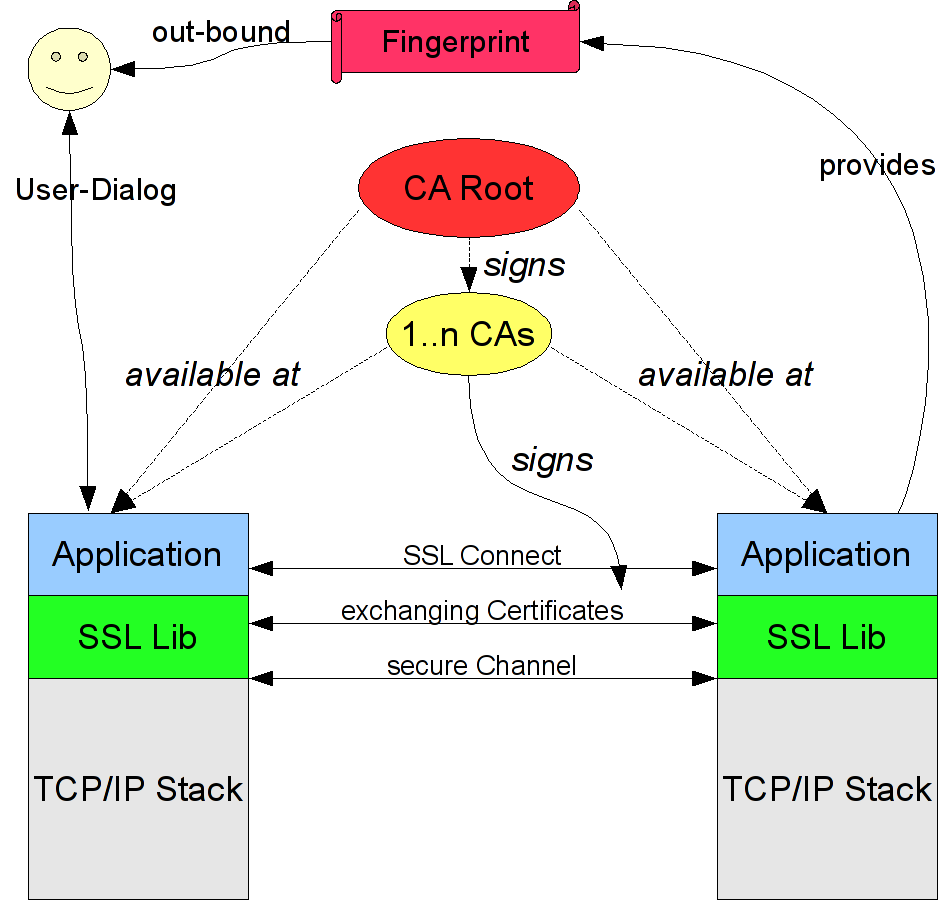 out-bound
Fingerprint
provides
User-Dialog
CA Root
signs
1..n CAs
available at
available at
signs
Application
SSL Connect
Application
exchanging Certificates
SSL Lib
SSL Lib
secure Channel
TCP/IP Stack
TCP/IP Stack